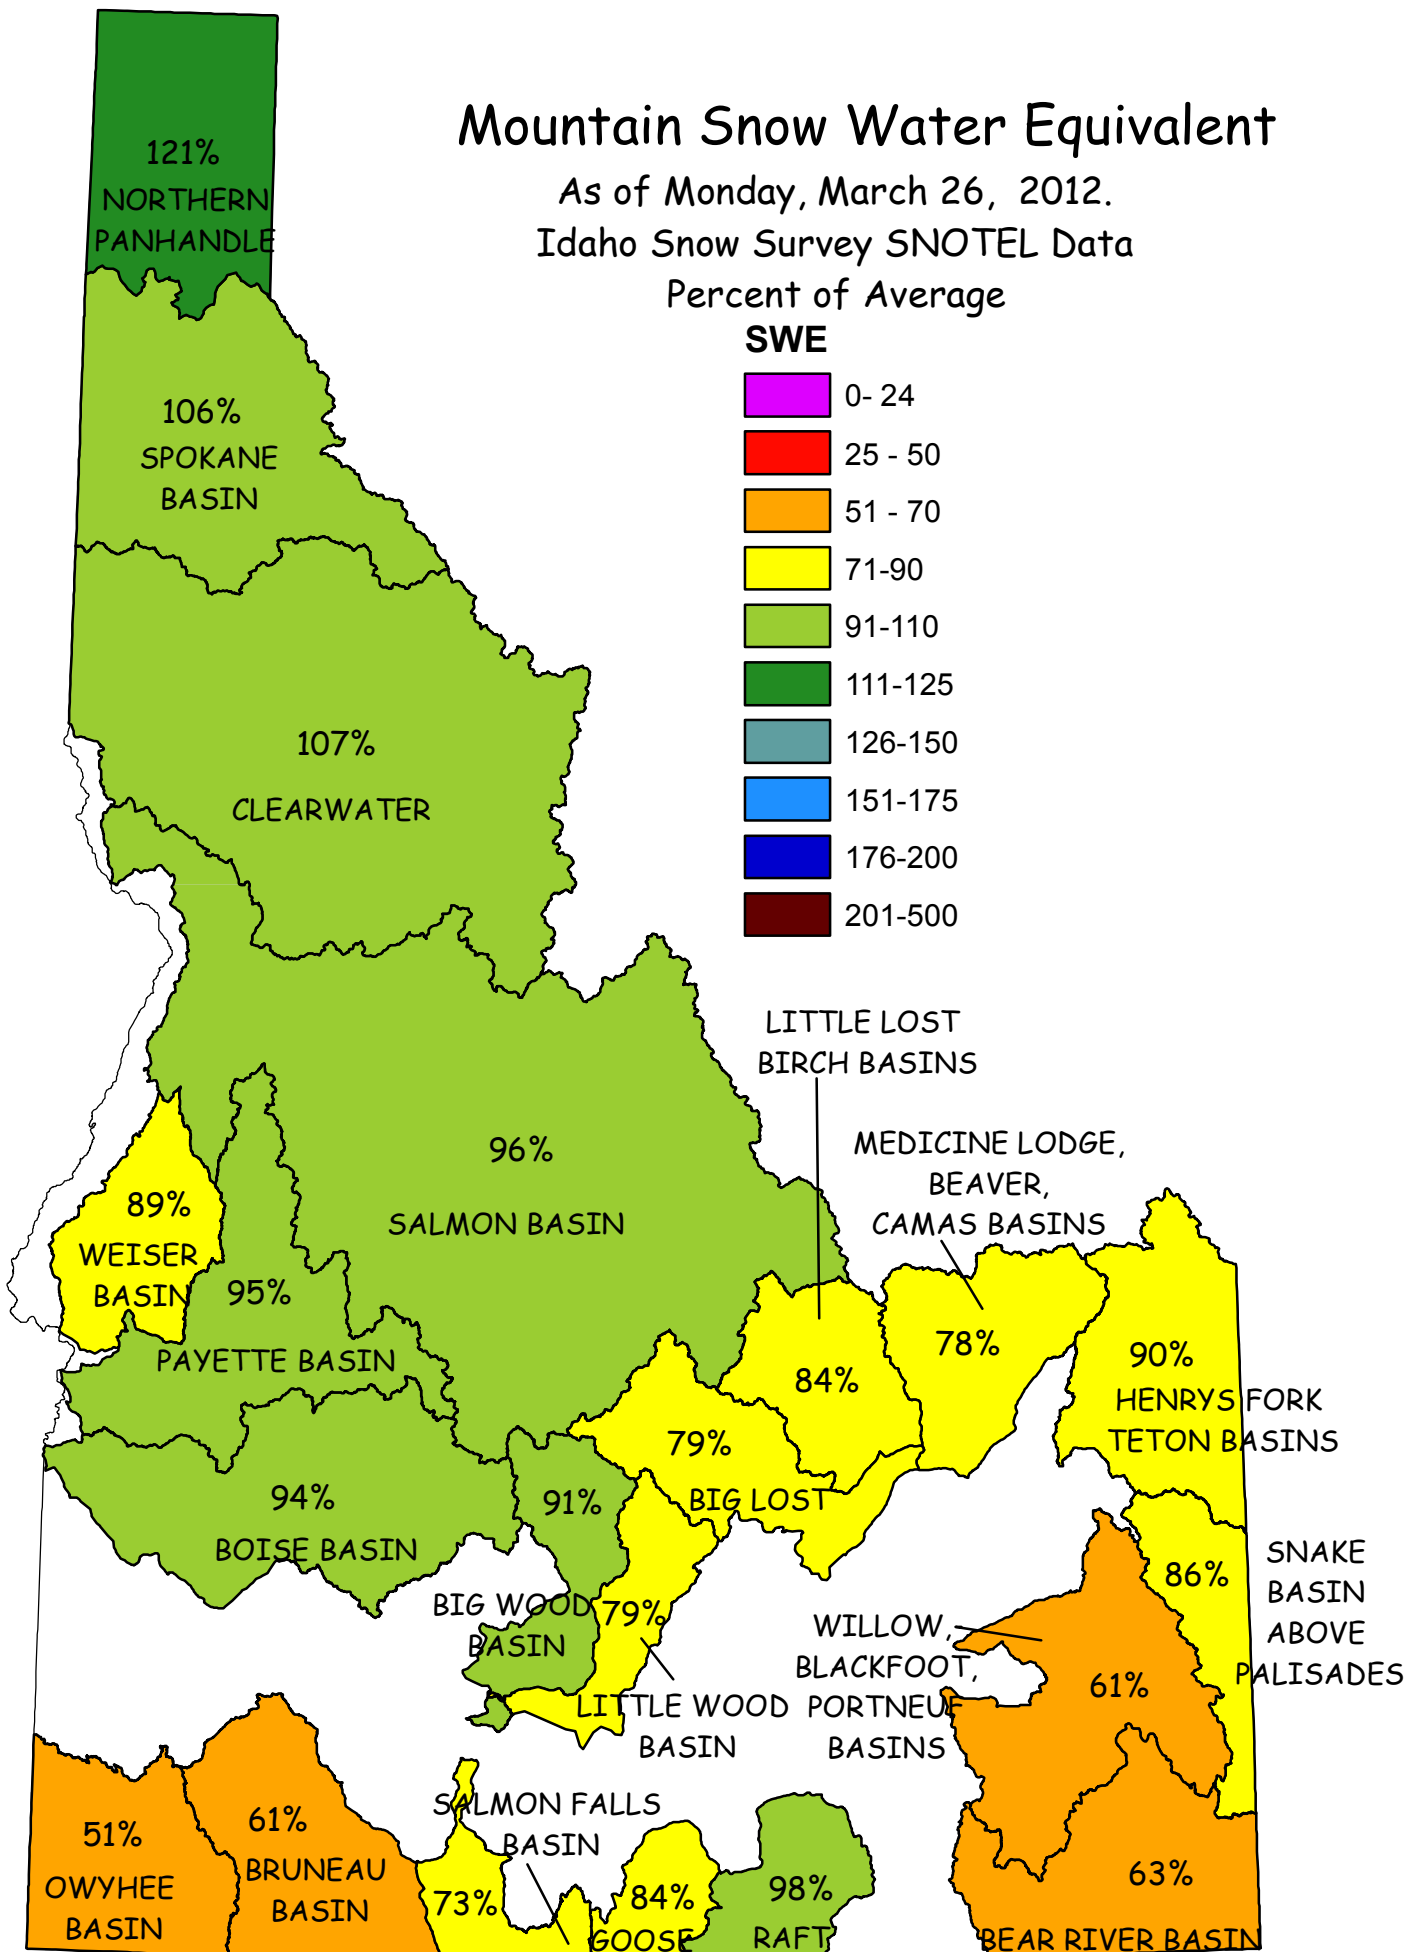 Mountain Snow Water Equivalent
As of Monday, March 26, 2012.
Idaho Snow Survey SNOTEL Data
Percent of Average
SWE
0- 24
25 - 50
51 - 70
71-90
91-110
111-125
126-150
151-175
176-200
201-500
121%
NORTHERN
PANHANDLE
106%
SPOKANE
BASIN
107%
CLEARWATER
96%
SALMON BASIN
LITTLE LOST
BIRCH BASINS
84%
MEDICINE LODGE,
BEAVER,
CAMAS BASINS
78%
89%
WEISER
BASIN
95%
PAYETTE BASIN
90%
HENRYS FORK
TETON BASINS
79%
BIG LOST
94%
BOISE BASIN
91%
BIG WOOD
BASIN
79%
LITTLE WOOD
BASIN
86%
SNAKE
BASIN
ABOVE
PALISADES
WILLOW,
BLACKFOOT,
PORTNEUF
BASINS
61%
51%
OWYHEE
BASIN
61%
BRUNEAU
BASIN
SALMON FALLS
BASIN
73%
84%
GOOSE
98%
RAFT
63%
BEAR RIVER BASIN